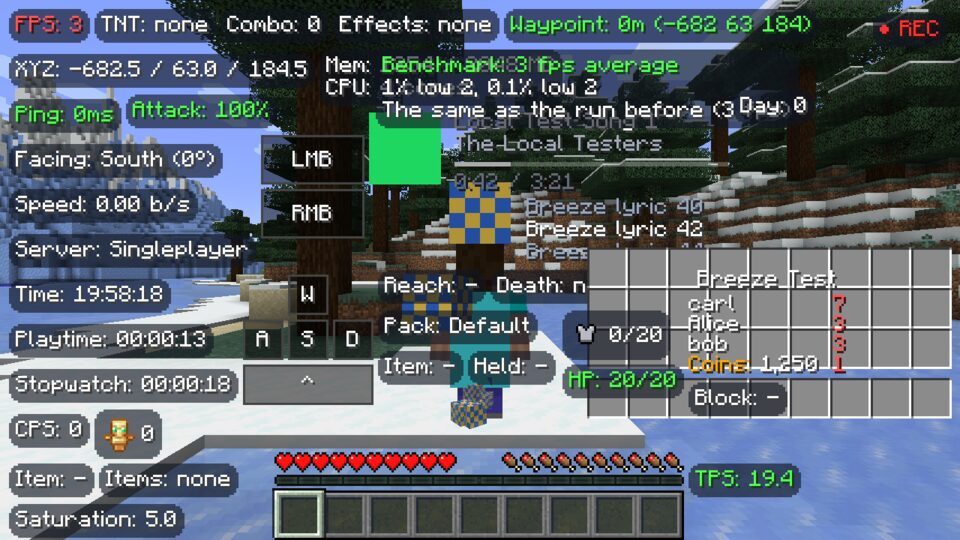 FPS: 3 TNT: none Combo: 0 Effects: none Waypoint: 0m (-682 63 184) REC
XYZ: -682.5 / 63.0 / 184.5 Mem: Benchmark: 3 fps average
CPU: 1% low 2, 0.1% low 2
Ping: 0ms Attack: 100% The same as the run before (3 Day: 0
Local Test Song 1
The Local Testers
Facing: South (0°) LMB
0:42 / 3:21
Speed: 0.00 b/s RMB Breeze lyric 40
Breeze lyric 42
Server: Singleplayer
Breeze Test
Time: 19:58:18 W Reach: - Death: n
carl 7
Alice 3
Playtime: 00:00:13 A S D Pack: Default 0/20 bob 3
Coins: 1,250 1
Stopwatch: 00:00:18 ^ Item: - Held: - HP: 20/20
Block: -
CPS: 0 0
Item: - Items: none TPS: 19.4
Saturation: 5.0